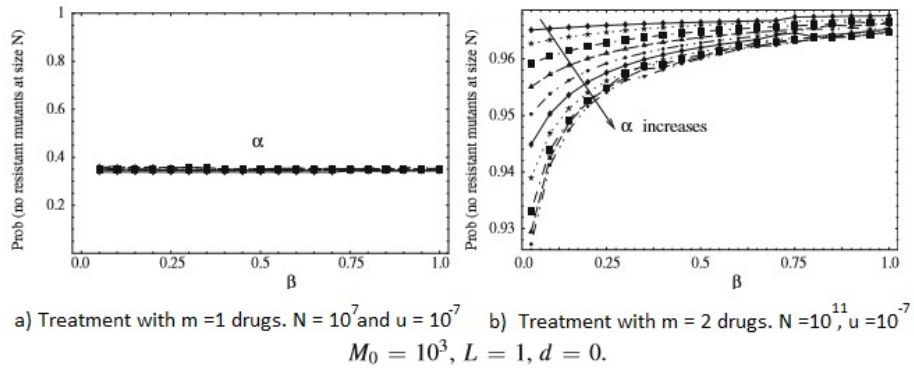 Prob (no resistant mutants at size N)
1
0.8
0.6
0.4
0.2
α
0.0 0.25 0.5 0.75 1.0
β
Prob (no resistant mutants at size N)
0.96
0.95
0.94
0.93
α increases
0.0 0.25 0.50 0.75 1.0
β
a) Treatment with m =1 drugs. N = 10^7 and u = 10^-7
b) Treatment with m = 2 drugs. N =10^11, u =10^-7
M_0 = 10^3, L = 1, d = 0.